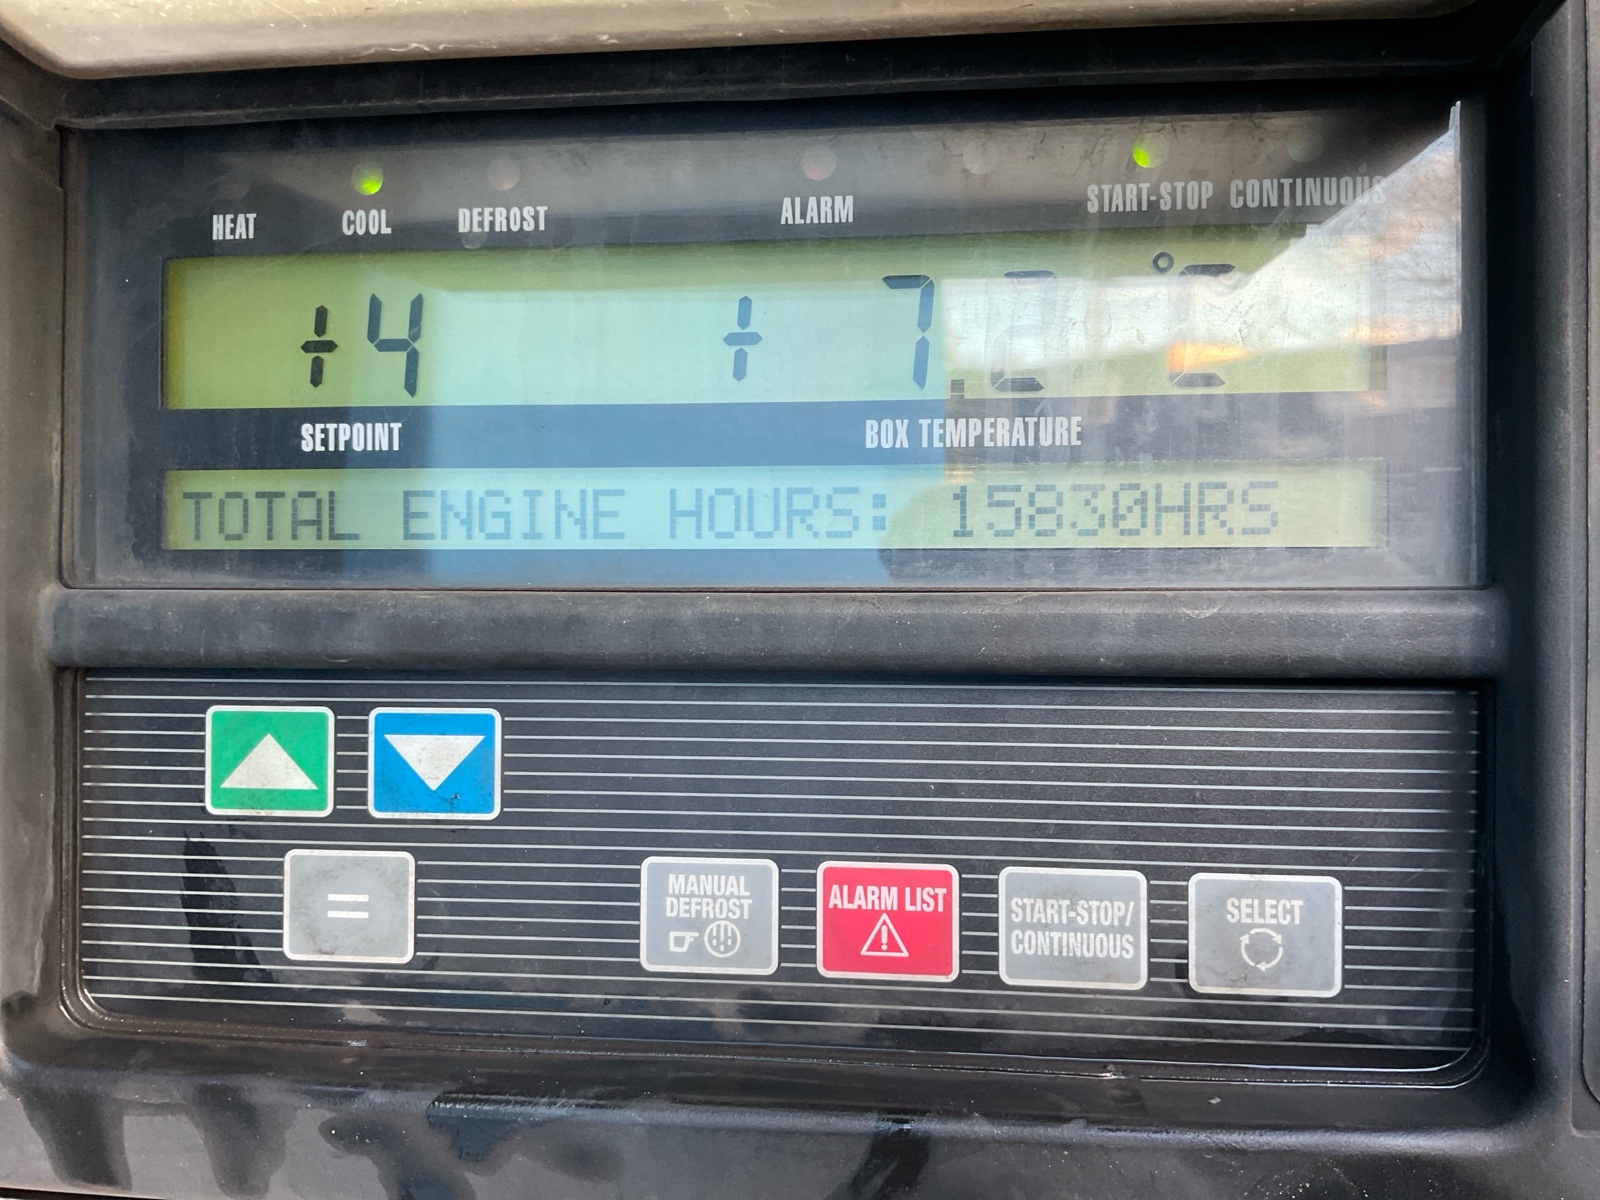 HEAT COOL DEFROST ALARM START-STOP CONTINUOUS
+4 +7.2 °C
SETPOINT BOX TEMPERATURE
TOTAL ENGINE HOURS: 15830HRS
=
MANUAL
DEFROST
ALARM LIST
!
START-STOP/
CONTINUOUS
SELECT